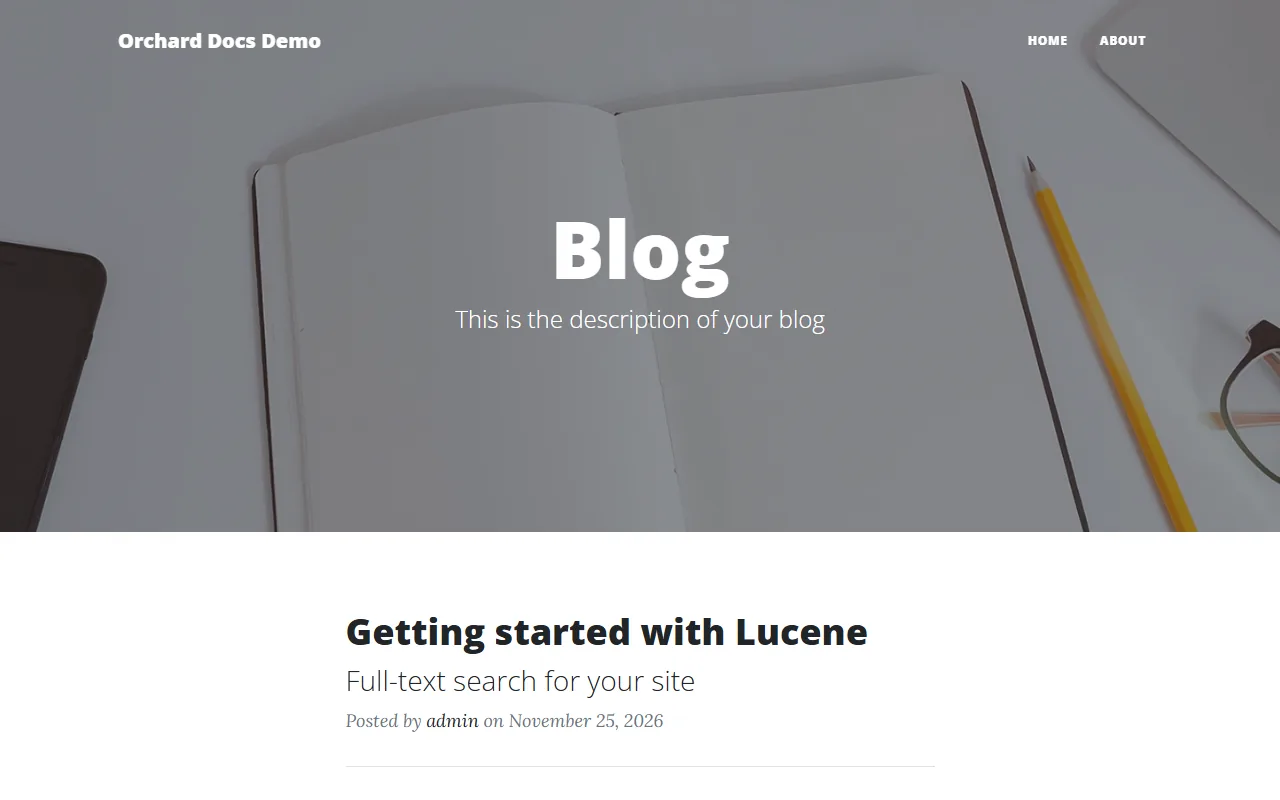 Orchard Docs Demo
HOME ABOUT
Blog
This is the description of your blog
Getting started with Lucene
Full-text search for your site
Posted by admin on November 25, 2026